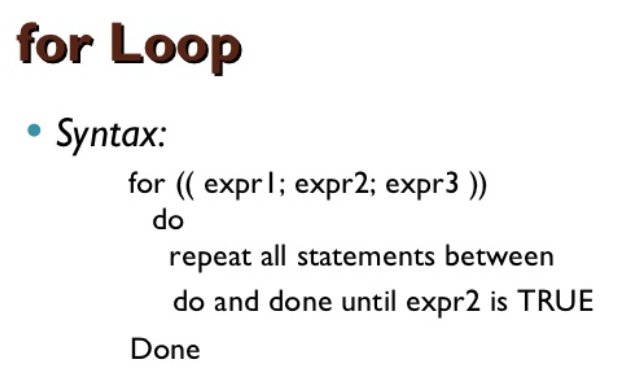 for Loop
• Syntax:
for (( expr1; expr2; expr3 ))
do
repeat all statements between
do and done until expr2 is TRUE
Done